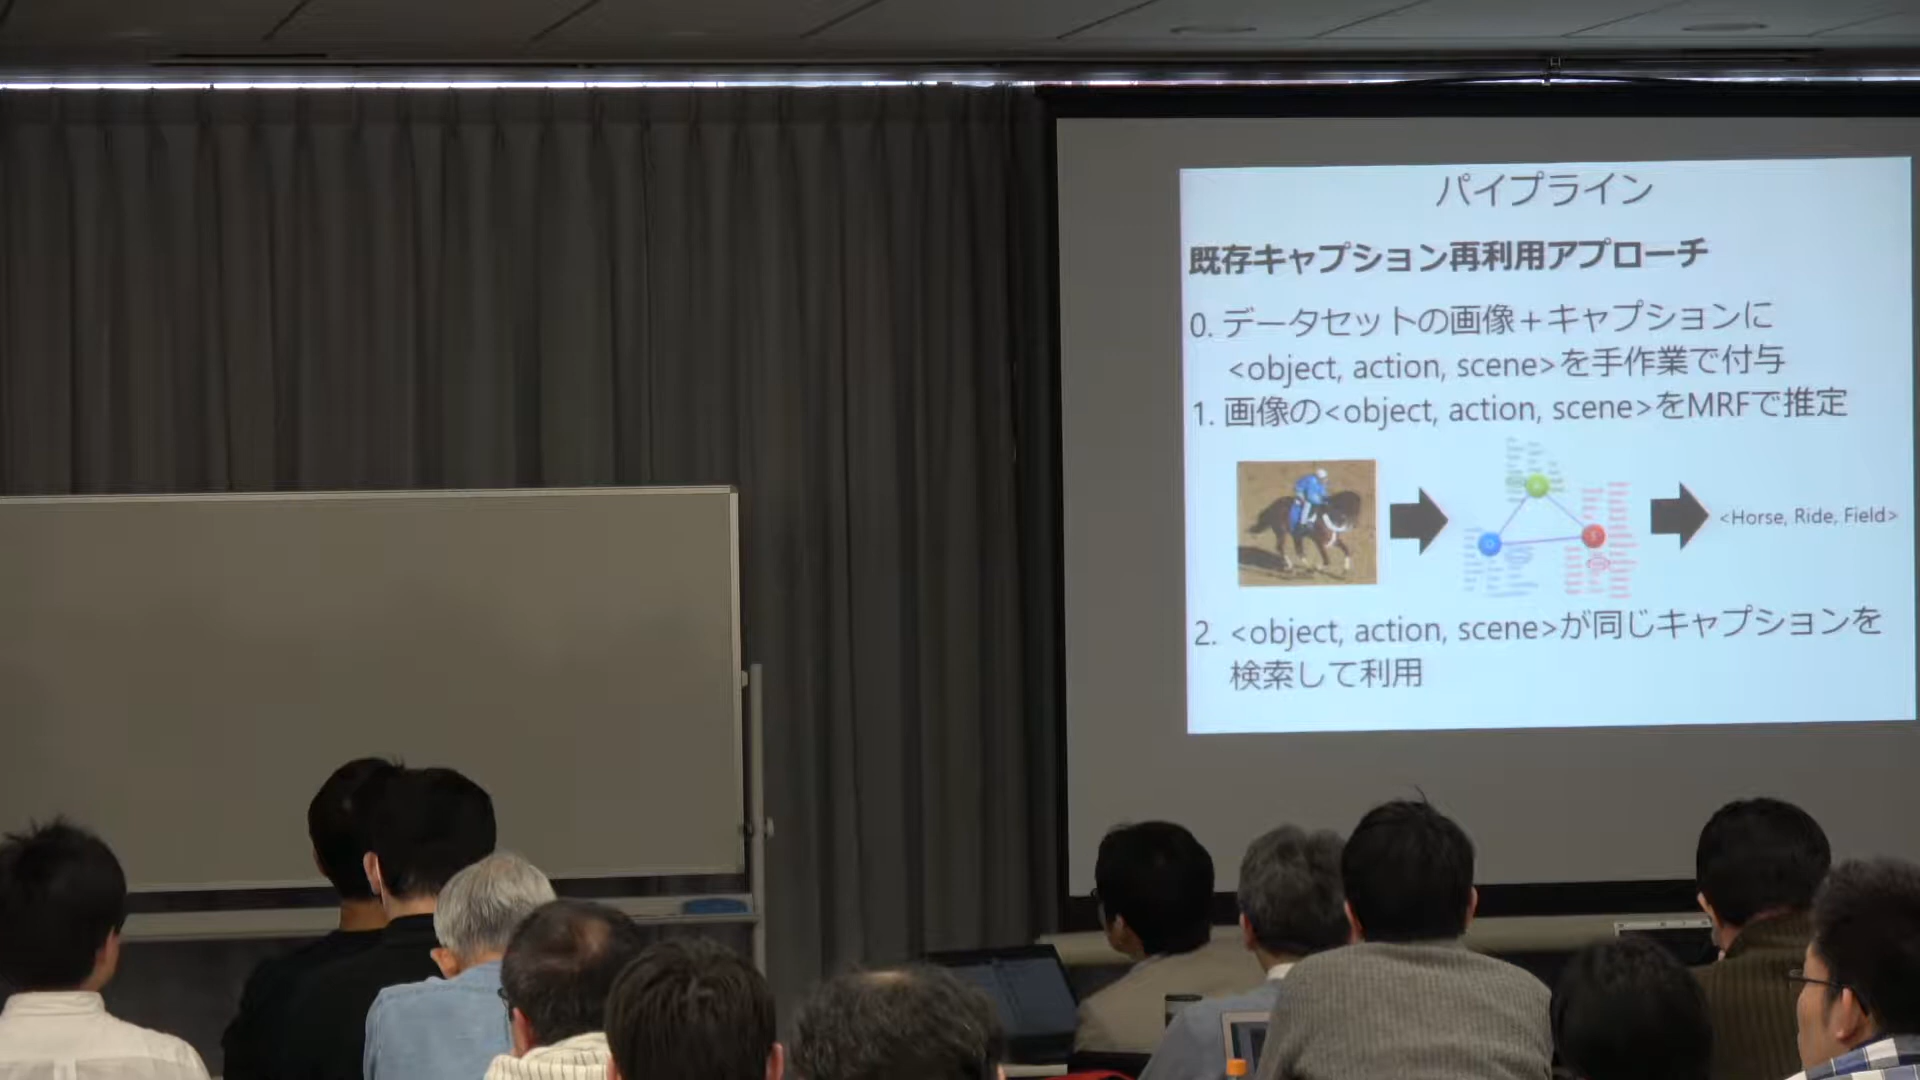 パイプライン
既存キャプション再利用アプローチ
0. データセットの画像＋キャプションに
<object, action, scene>を手作業で付与
1. 画像の<object, action, scene>をMRFで推定
<Horse, Ride, Field>
2. <object, action, scene>が同じキャプションを
検索して利用